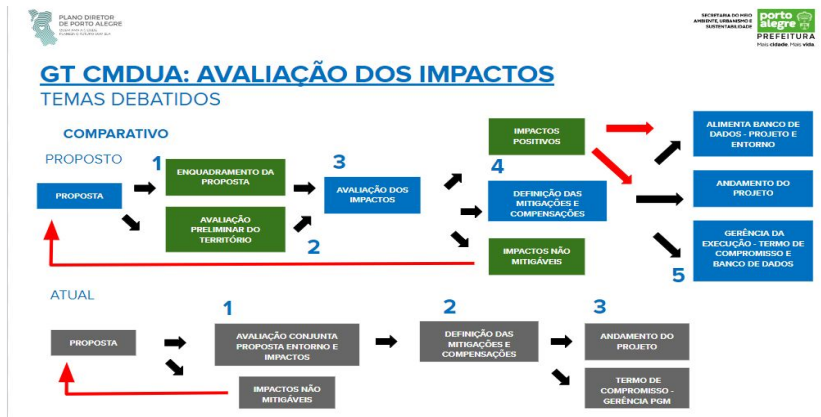 PLANO DIRETOR
DE PORTO ALEGRE
SECRETARIA DO MEIO
AMBIENTE, URBANISMO E
SUSTENTABILIDADE
porto
alegre
PREFEITURA
Mais cidade. Mais vida.
GT CMDUA: AVALIAÇÃO DOS IMPACTOS
TEMAS DEBATIDOS
COMPARATIVO
PROPOSTO
PROPOSTA
1
ENQUADRAMENTO DA
PROPOSTA
AVALIAÇÃO
PRELIMINAR DO
TERRITÓRIO
2
3
AVALIAÇÃO DOS
IMPACTOS
IMPACTOS
POSITIVOS
4
DEFINIÇÃO DAS
MITIGAÇÕES E
COMPENSAÇÕES
IMPACTOS NÃO
MITIGÁVEIS
ALIMENTA BANCO DE
DADOS - PROJETO E
ENTORNO
ANDAMENTO DO
PROJETO
GERÊNCIA DA
EXECUÇÃO - TERMO DE
COMPROMISSO E
BANCO DE DADOS
5
ATUAL
PROPOSTA
1
AVALIAÇÃO CONJUNTA
PROPOSTA ENTORNO E
IMPACTOS
IMPACTOS NÃO
MITIGÁVEIS
2
DEFINIÇÃO DAS
MITIGAÇÕES E
COMPENSAÇÕES
3
ANDAMENTO DO
PROJETO
TERMO DE
COMPROMISSO -
GERÊNCIA PGM